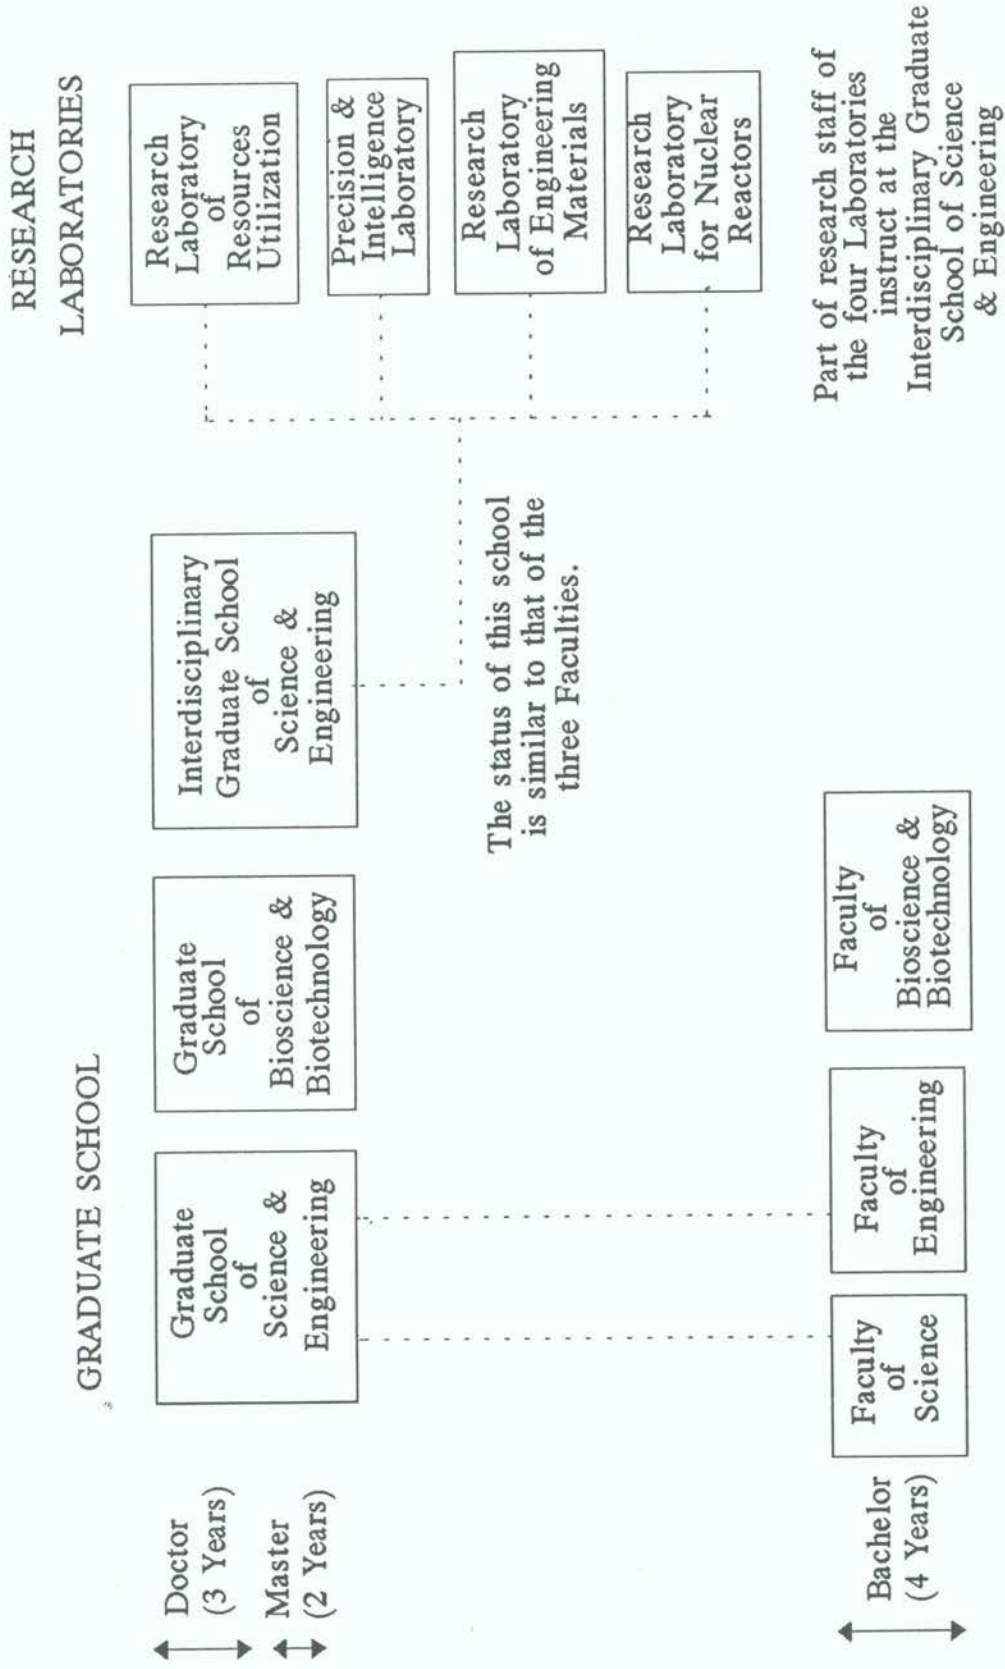 GRADUATE SCHOOL
RESEARCH
LABORATORIES
Doctor
(3 Years)
Master
(2 Years)
Graduate
School
of
Science &
Engineering
Graduate
School
of
Bioscience &
Biotechnology
Interdisciplinary
Graduate School
of
Science &
Engineering
Research
Laboratory
of
Resources
Utilization
Precision &
Intelligence
Laboratory
Research
Laboratory
of Engineering
Materials
Research
Laboratory
for Nuclear
Reactors
The status of this school
is similar to that of the
three Faculties.
Bachelor
(4 Years)
Faculty
of
Science
Faculty
of
Engineering
Faculty
of
Bioscience &
Biotechnology
Part of research staff of
the four Laboratories
instruct at the
Interdisciplinary Graduate
School of Science
& Engineering